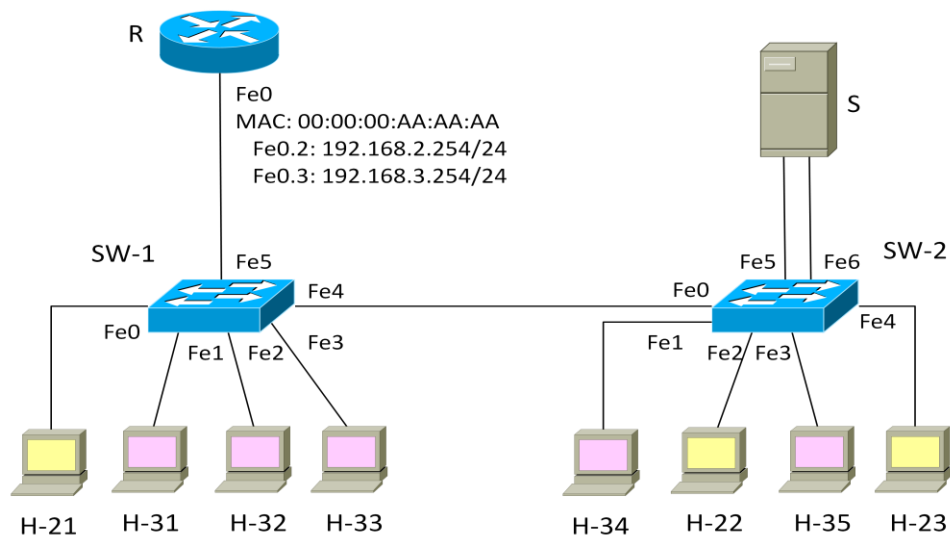 R
Fe0
MAC: 00:00:00:AA:AA:AA
Fe0.2: 192.168.2.254/24
Fe0.3: 192.168.3.254/24
S
SW-1
Fe5
Fe4
Fe0
Fe1
Fe2
Fe3
SW-2
Fe5
Fe6
Fe0
Fe1
Fe2
Fe3
Fe4
H-21
H-31
H-32
H-33
H-34
H-22
H-35
H-23